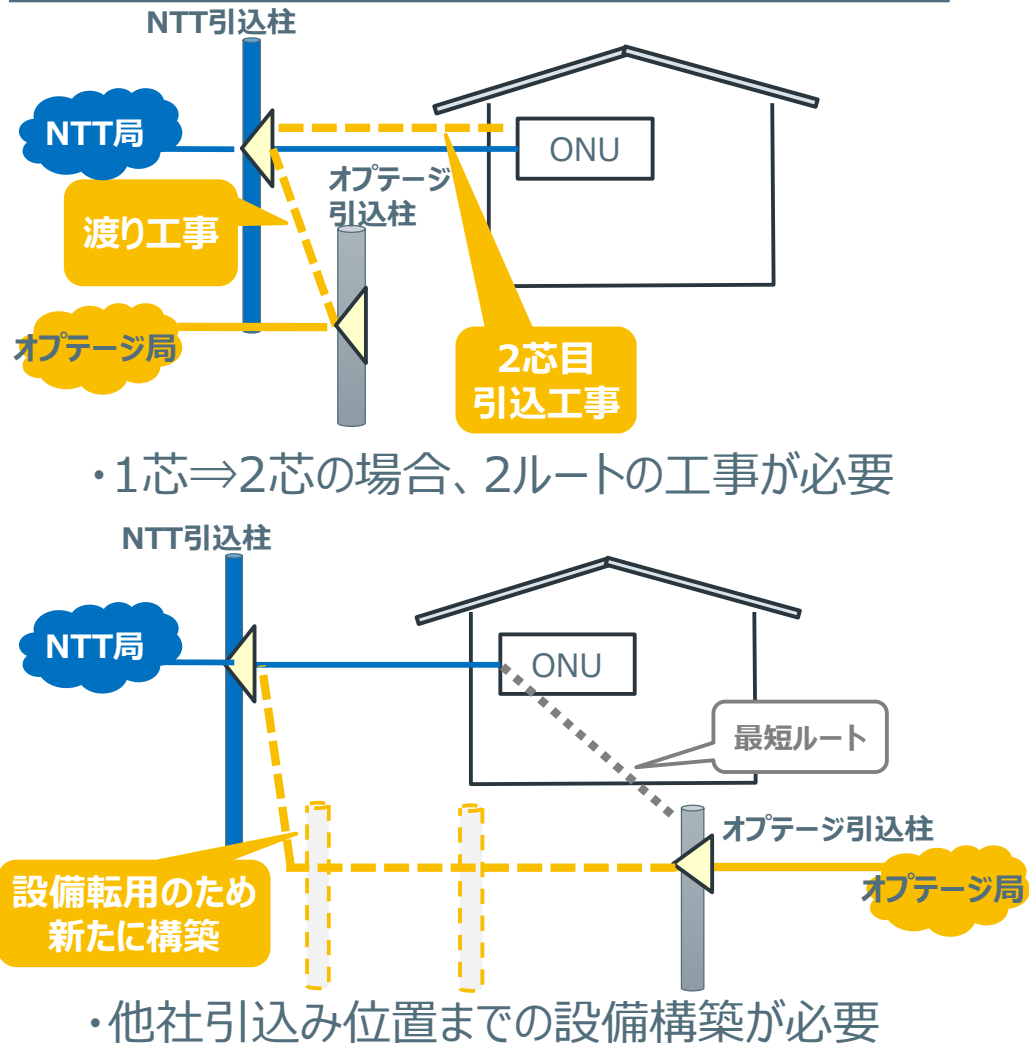 NTT引込柱
NTT局
ONU
オプテージ
引込柱
渡り工事
オプテージ局
2芯目
引込工事
・1芯⇒2芯の場合、2ルートの工事が必要
NTT引込柱
NTT局
ONU
最短ルート
オプテージ引込柱
設備転用のため
新たに構築
オプテージ局
・他社引込み位置までの設備構築が必要